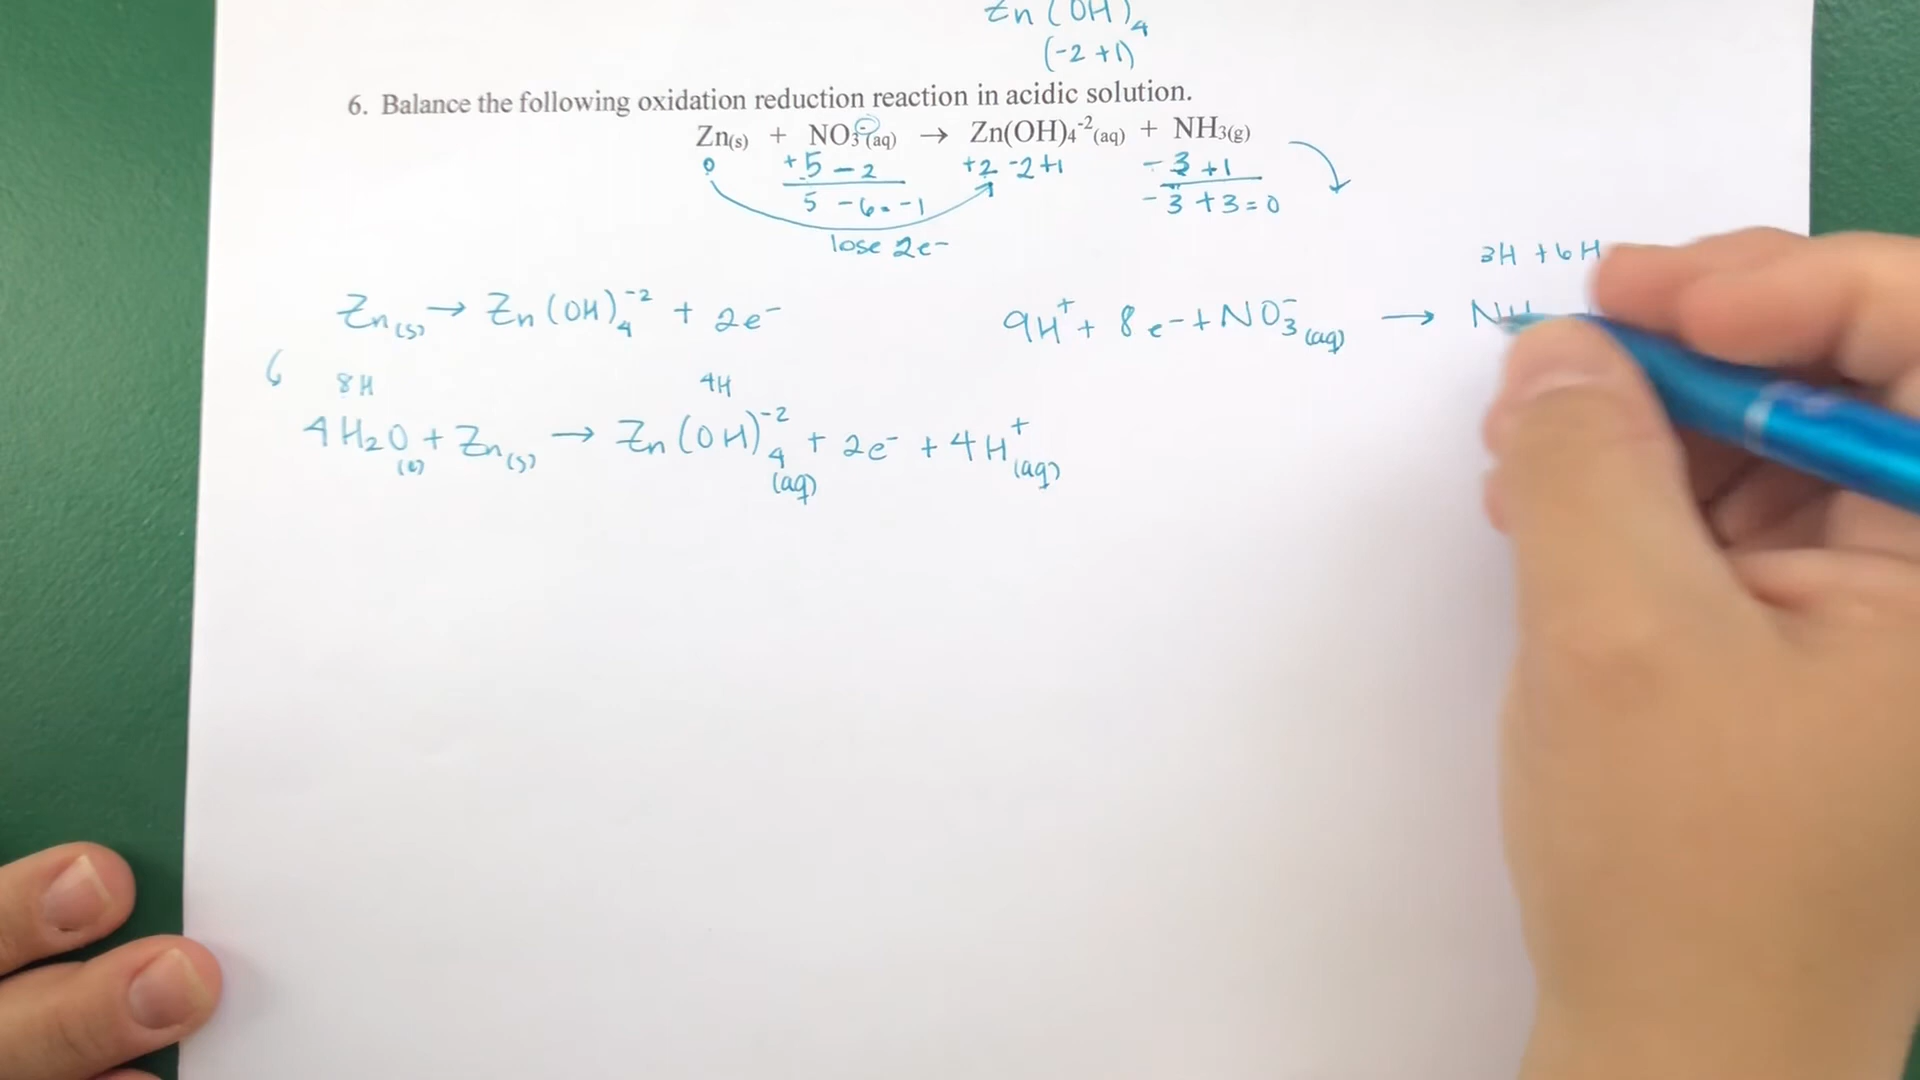 Zn(OH)4
(-2+1)
6. Balance the following oxidation reduction reaction in acidic solution.
Zn(s) + NO3-(aq) → Zn(OH)4-2(aq) + NH3(g)
0 +5 -2 +2 -2+1 -3 +1
5 -6 = -1 -3 +3 = 0
lose 2e-
3H + 6H
Zn(s) → Zn(OH)4-2 + 2e- 9H+ + 8e- + NO3-(aq) → NH
8H 4H
4H2O(l) + Zn(s) → Zn(OH)4-2(aq) + 2e- + 4H+(aq)